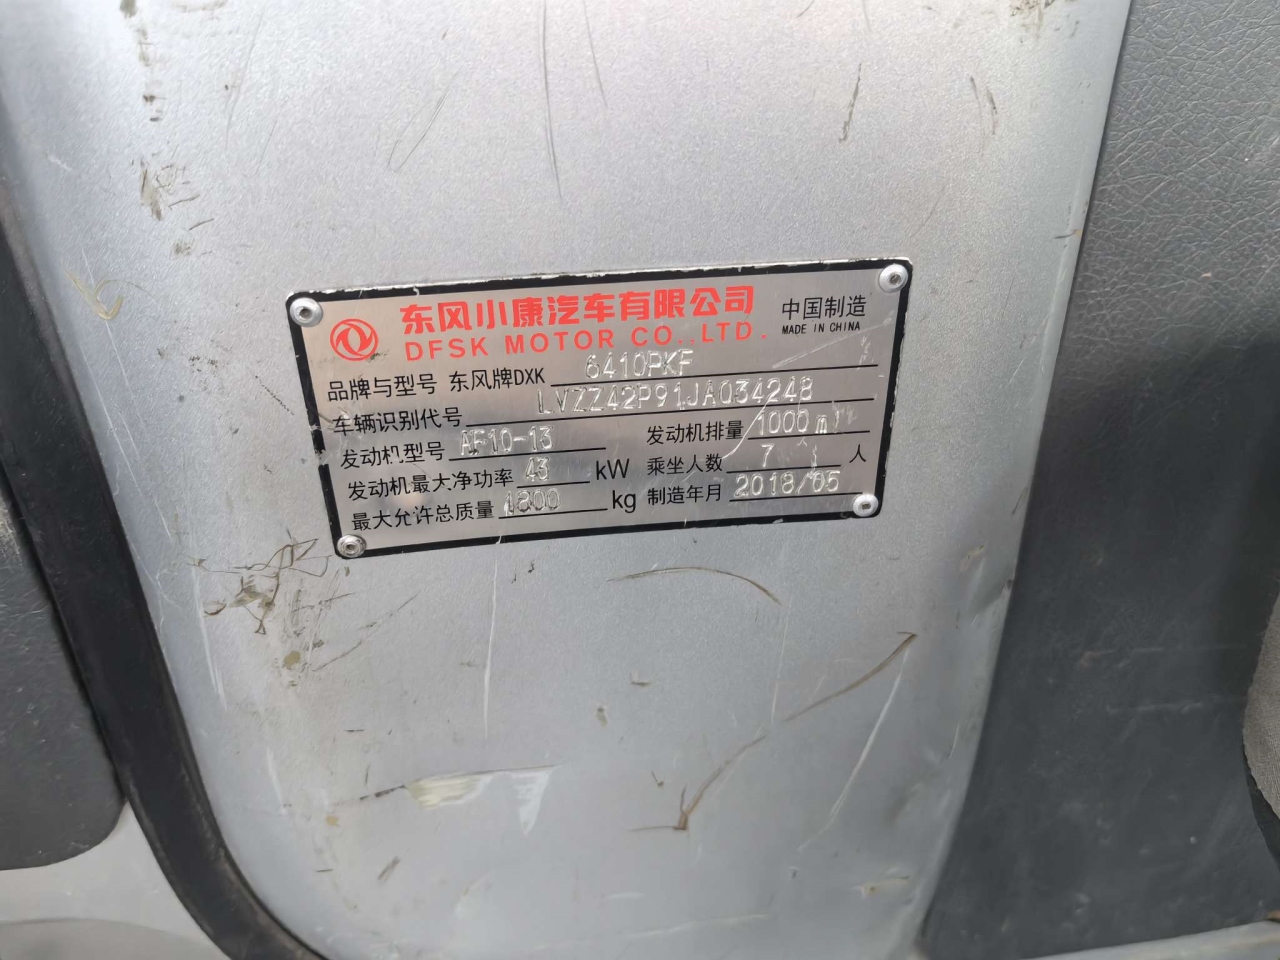 东风小康汽车有限公司
DFSK MOTOR CO.,LTD.
中国制造
MADE IN CHINA
品牌与型号 东风牌DXK 6410PKF
车辆识别代号 LVZZ42P91JA034248
发动机型号 AF10-13 发动机排量 1000 ml
发动机最大净功率 43 kW 乘坐人数 7 人
最大允许总质量 1800 kg 制造年月 2018/05